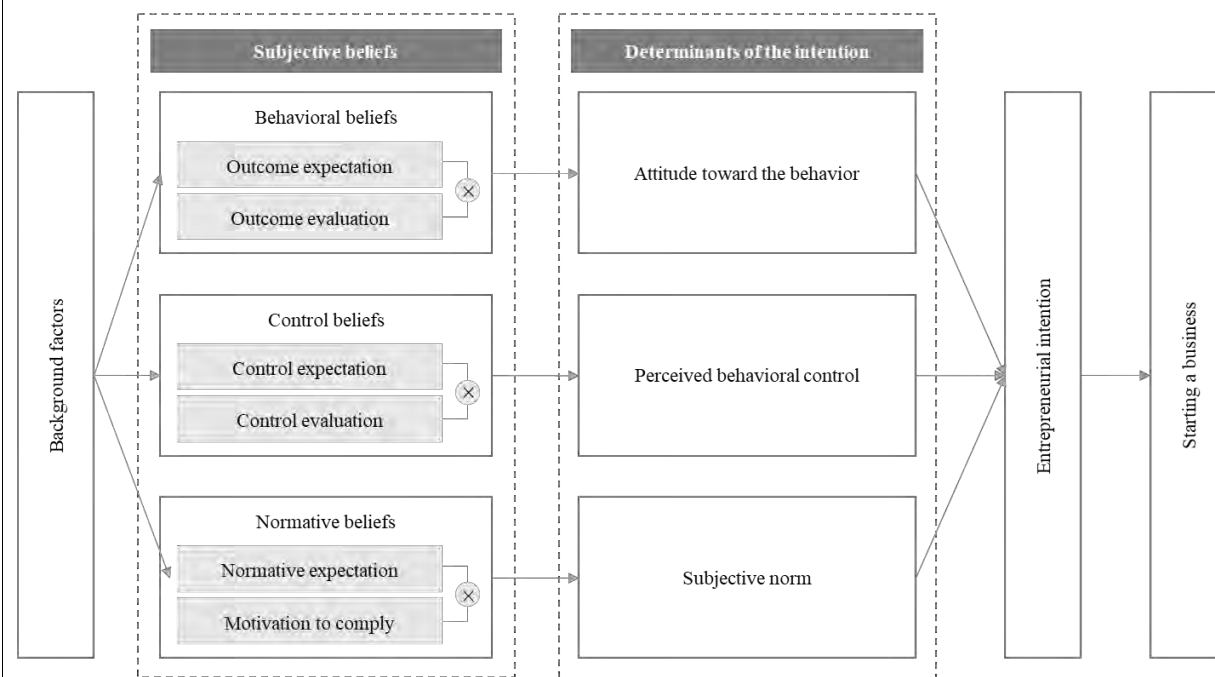 Subjective beliefs
Determinants of the intention
Background factors
Behavioral beliefs
Outcome expectation
Outcome evaluation
Control beliefs
Control expectation
Control evaluation
Normative beliefs
Normative expectation
Motivation to comply
Attitude toward the behavior
Perceived behavioral control
Subjective norm
Entrepreneurial intention
Starting a business